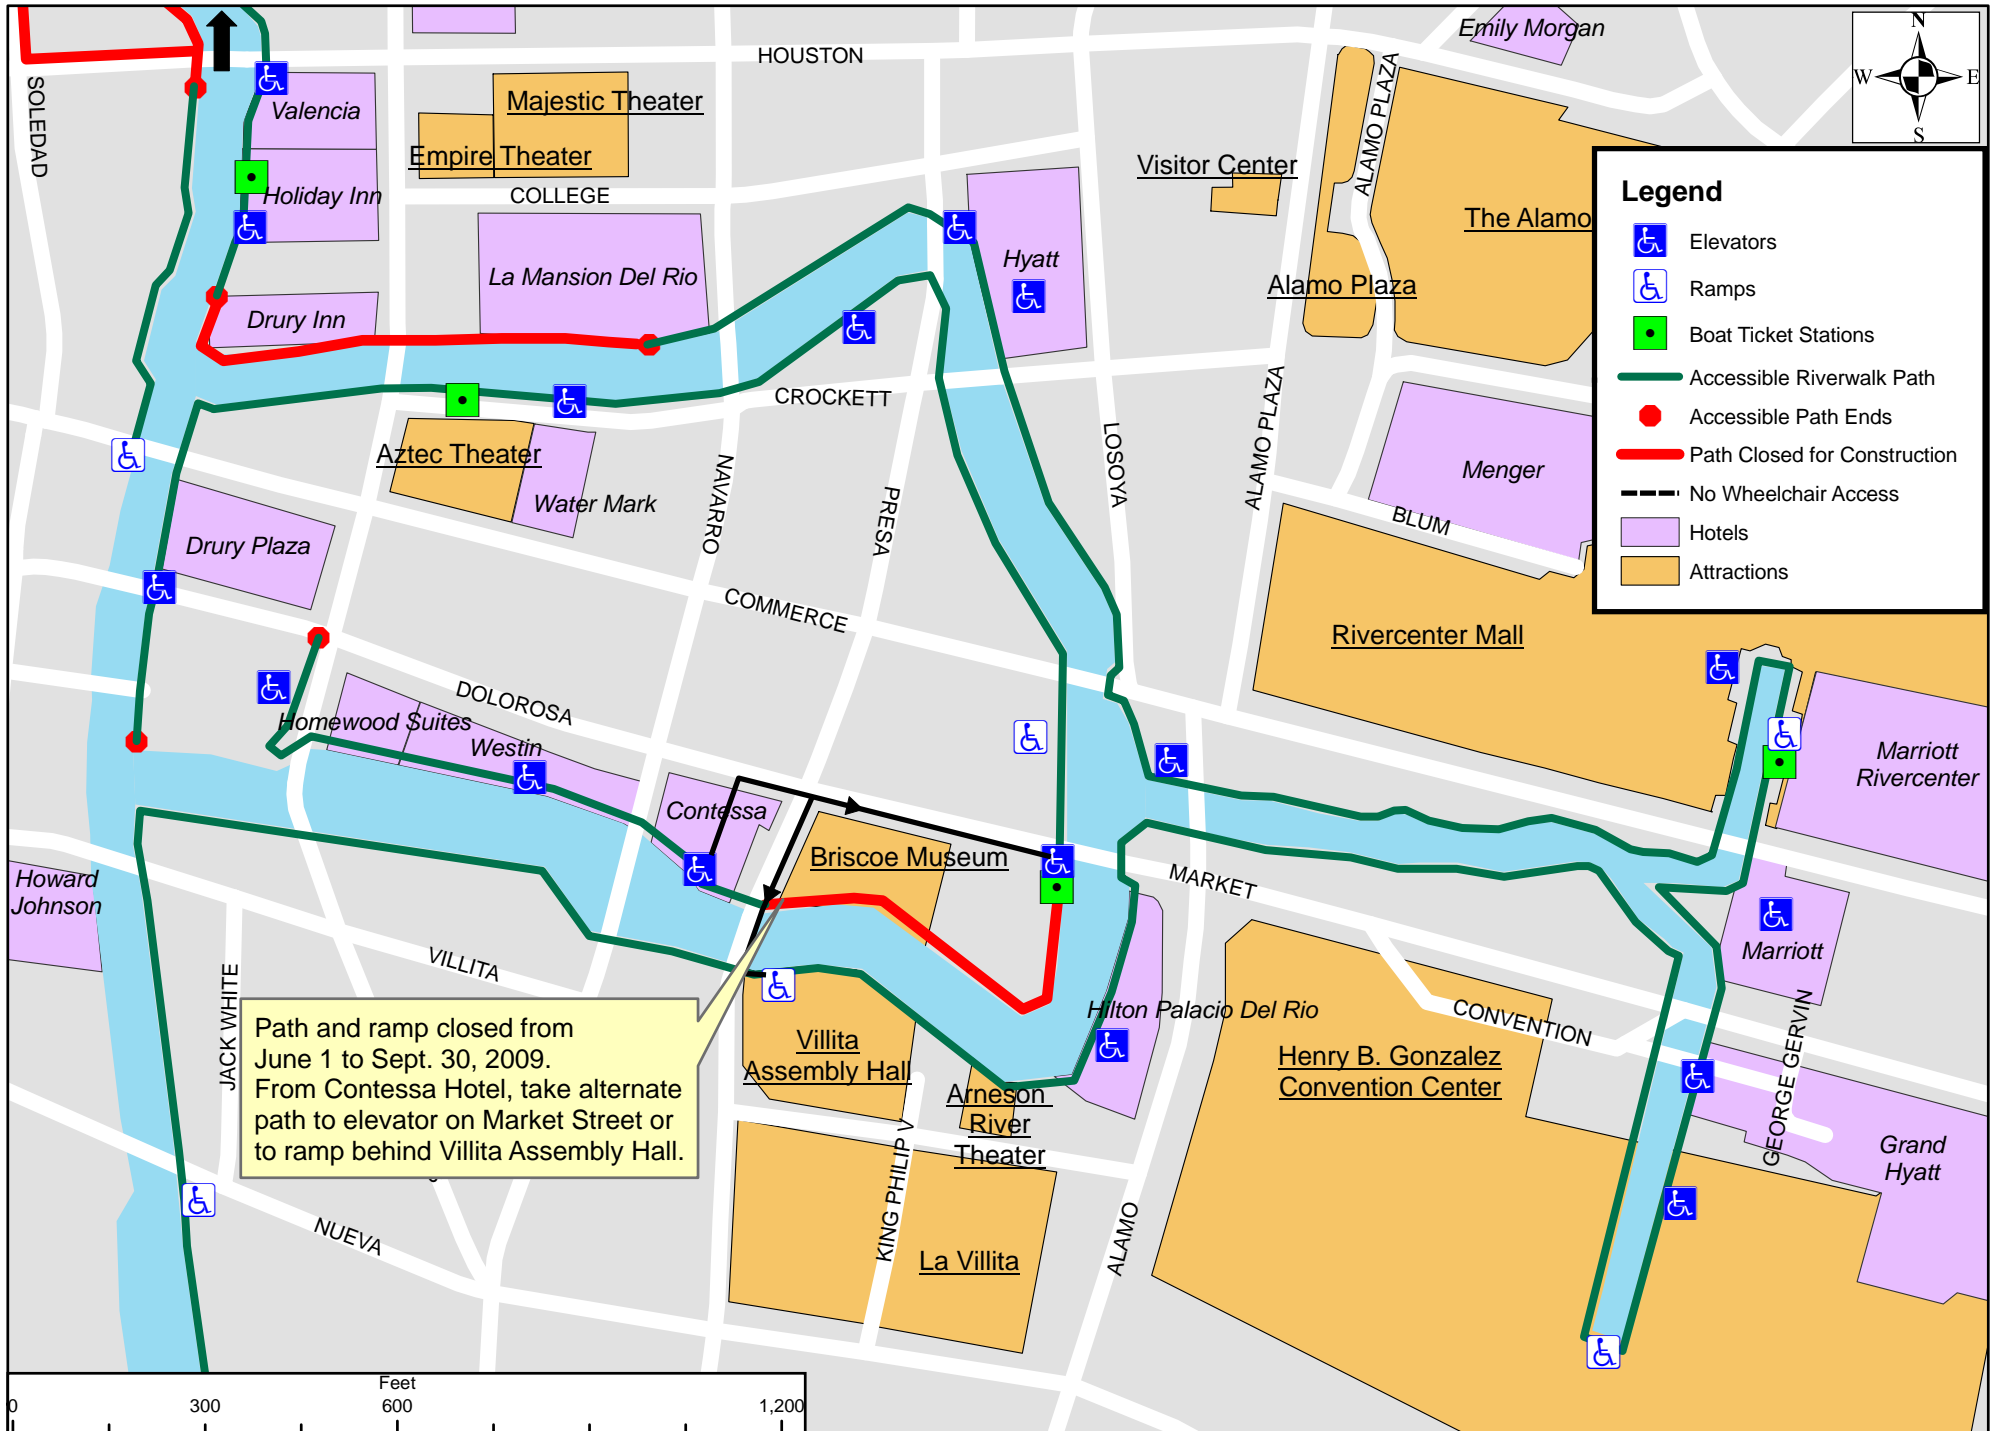 HOUSTON
Emily Morgan
N
W
E
S
SOLEDAD
Valencia
Majestic Theater
Empire Theater
Holiday Inn
COLLEGE
Visitor Center
ALAMO PLAZA
The Alamo
Legend
Elevators
Ramps
Boat Ticket Stations
Accessible Riverwalk Path
Accessible Path Ends
Path Closed for Construction
No Wheelchair Access
Hotels
Attractions
La Mansion Del Rio
Hyatt
Alamo Plaza
Drury Inn
CROCKETT
ALAMO PLAZA
LOSOYA
Aztec Theater
Water Mark
NAVARRO
PRESA
Menger
BLUM
Drury Plaza
COMMERCE
Rivercenter Mall
DOLOROSA
Homewood Suites
Westin
Contessa
Marriott
Rivercenter
Briscoe Museum
MARKET
Howard
Johnson
Marriott
VILLITA
JACK WHITE
Path and ramp closed from
June 1 to Sept. 30, 2009.
From Contessa Hotel, take alternate
path to elevator on Market Street or
to ramp behind Villita Assembly Hall.
Villita
Assembly Hall
Hilton Palacio Del Rio
CONVENTION
GEORGE GERVIN
Henry B. Gonzalez
Convention Center
Arneson
River
Theater
KING PHILIP V
Grand
Hyatt
NUEVA
La Villita
ALAMO
Feet
0
300
600
1,200